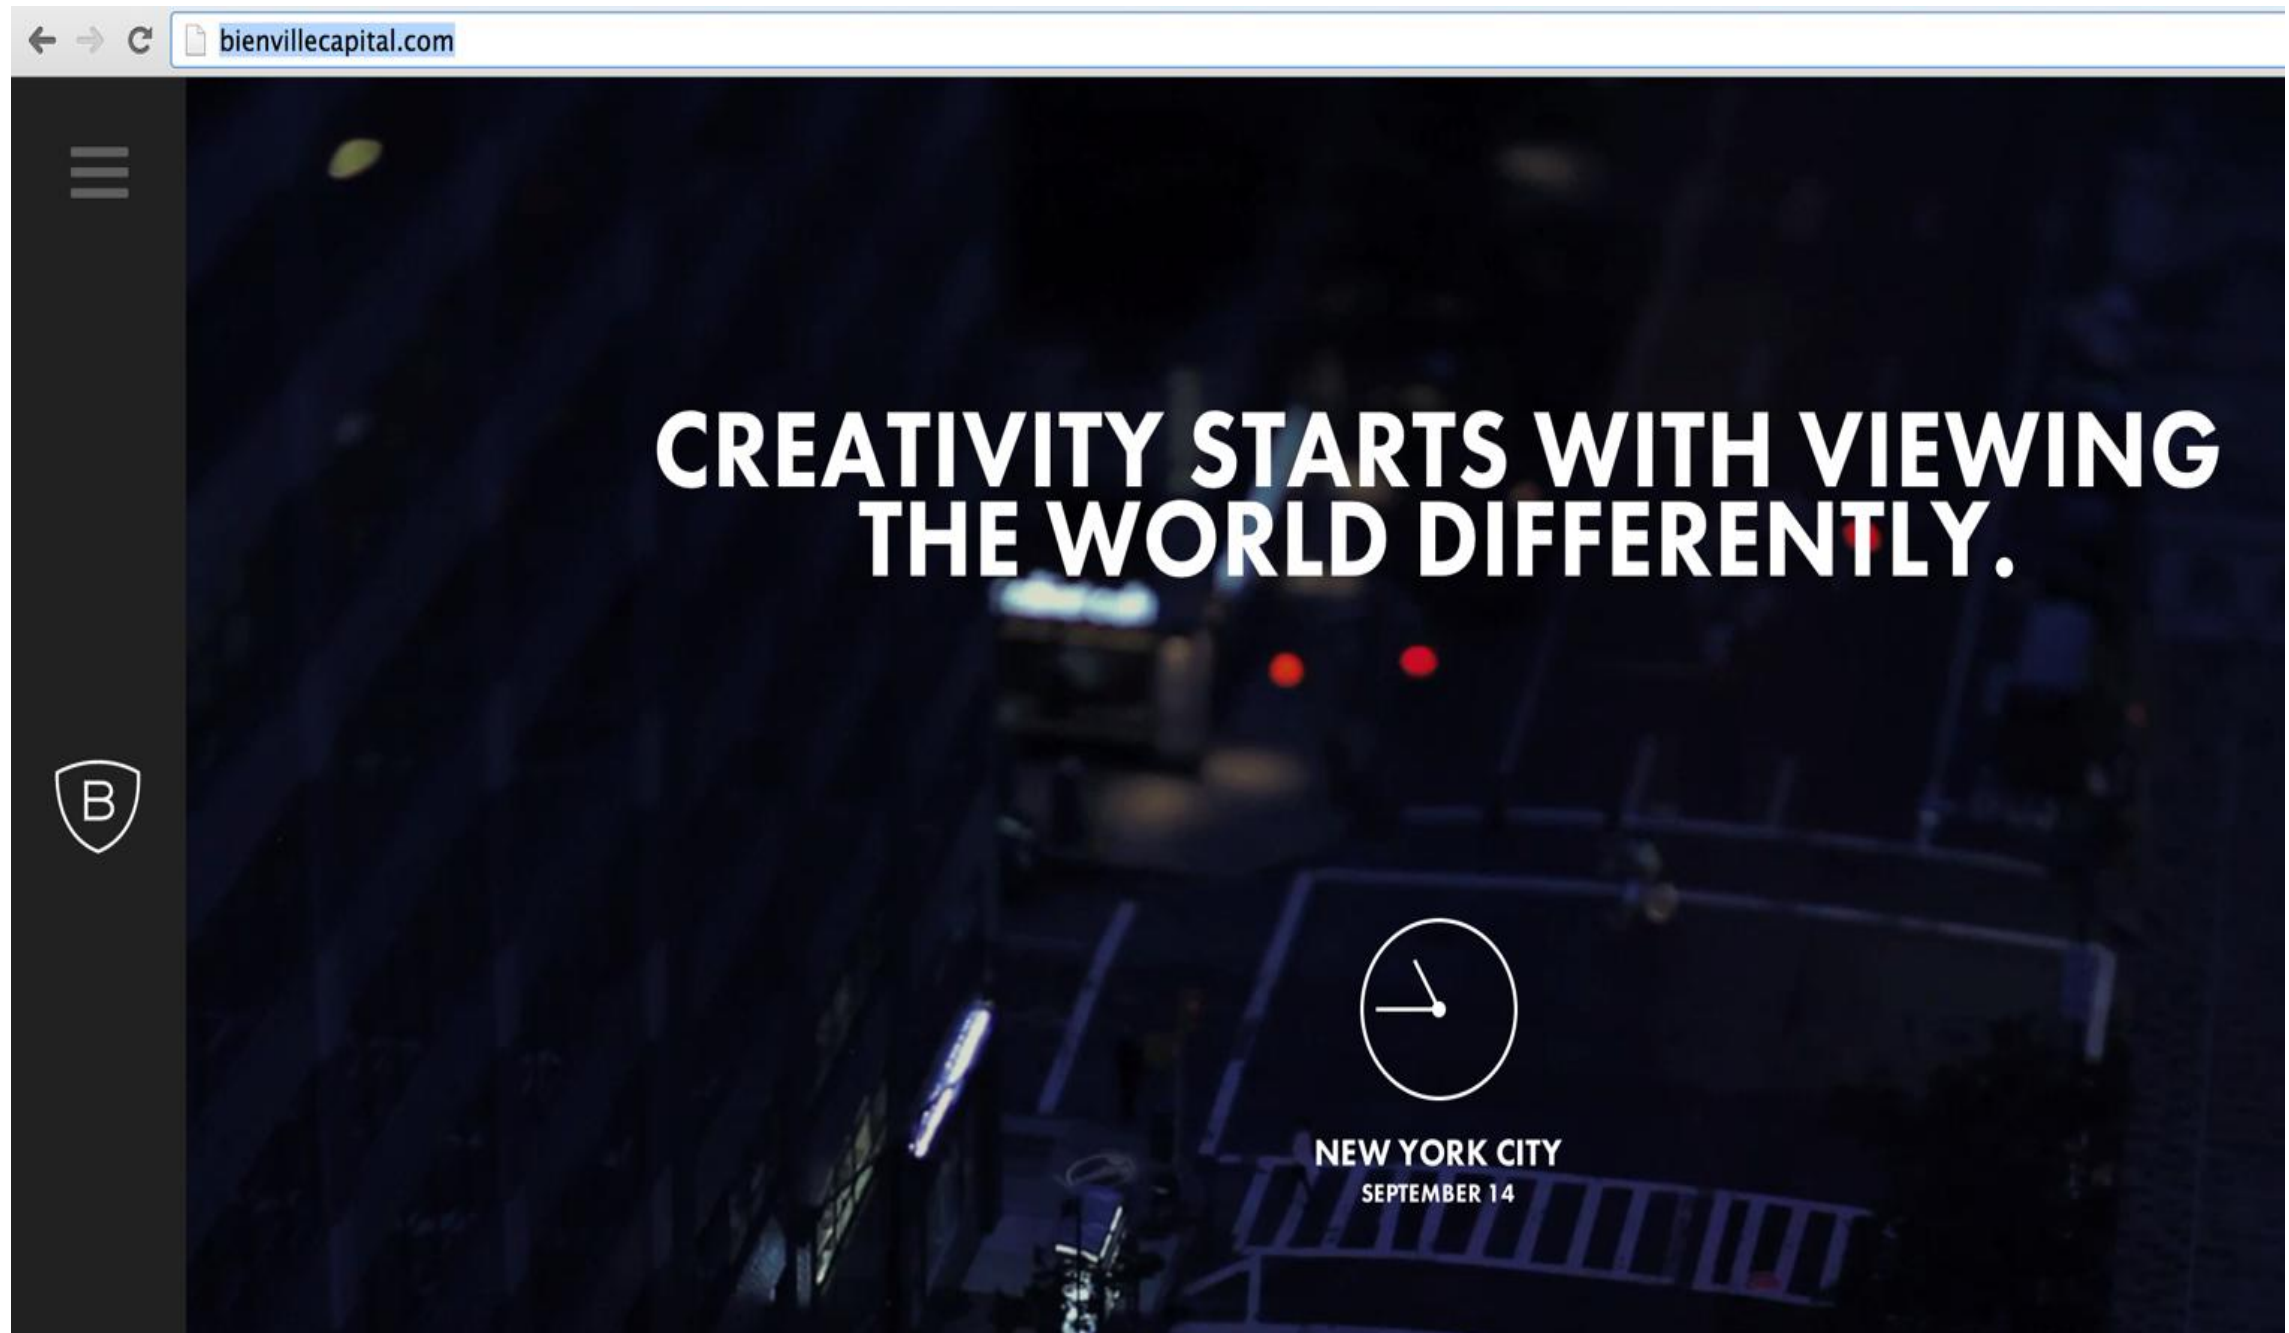 bienvillecapital.com
CREATIVITY STARTS WITH VIEWING
THE WORLD DIFFERENTLY.
B
NEW YORK CITY
SEPTEMBER 14